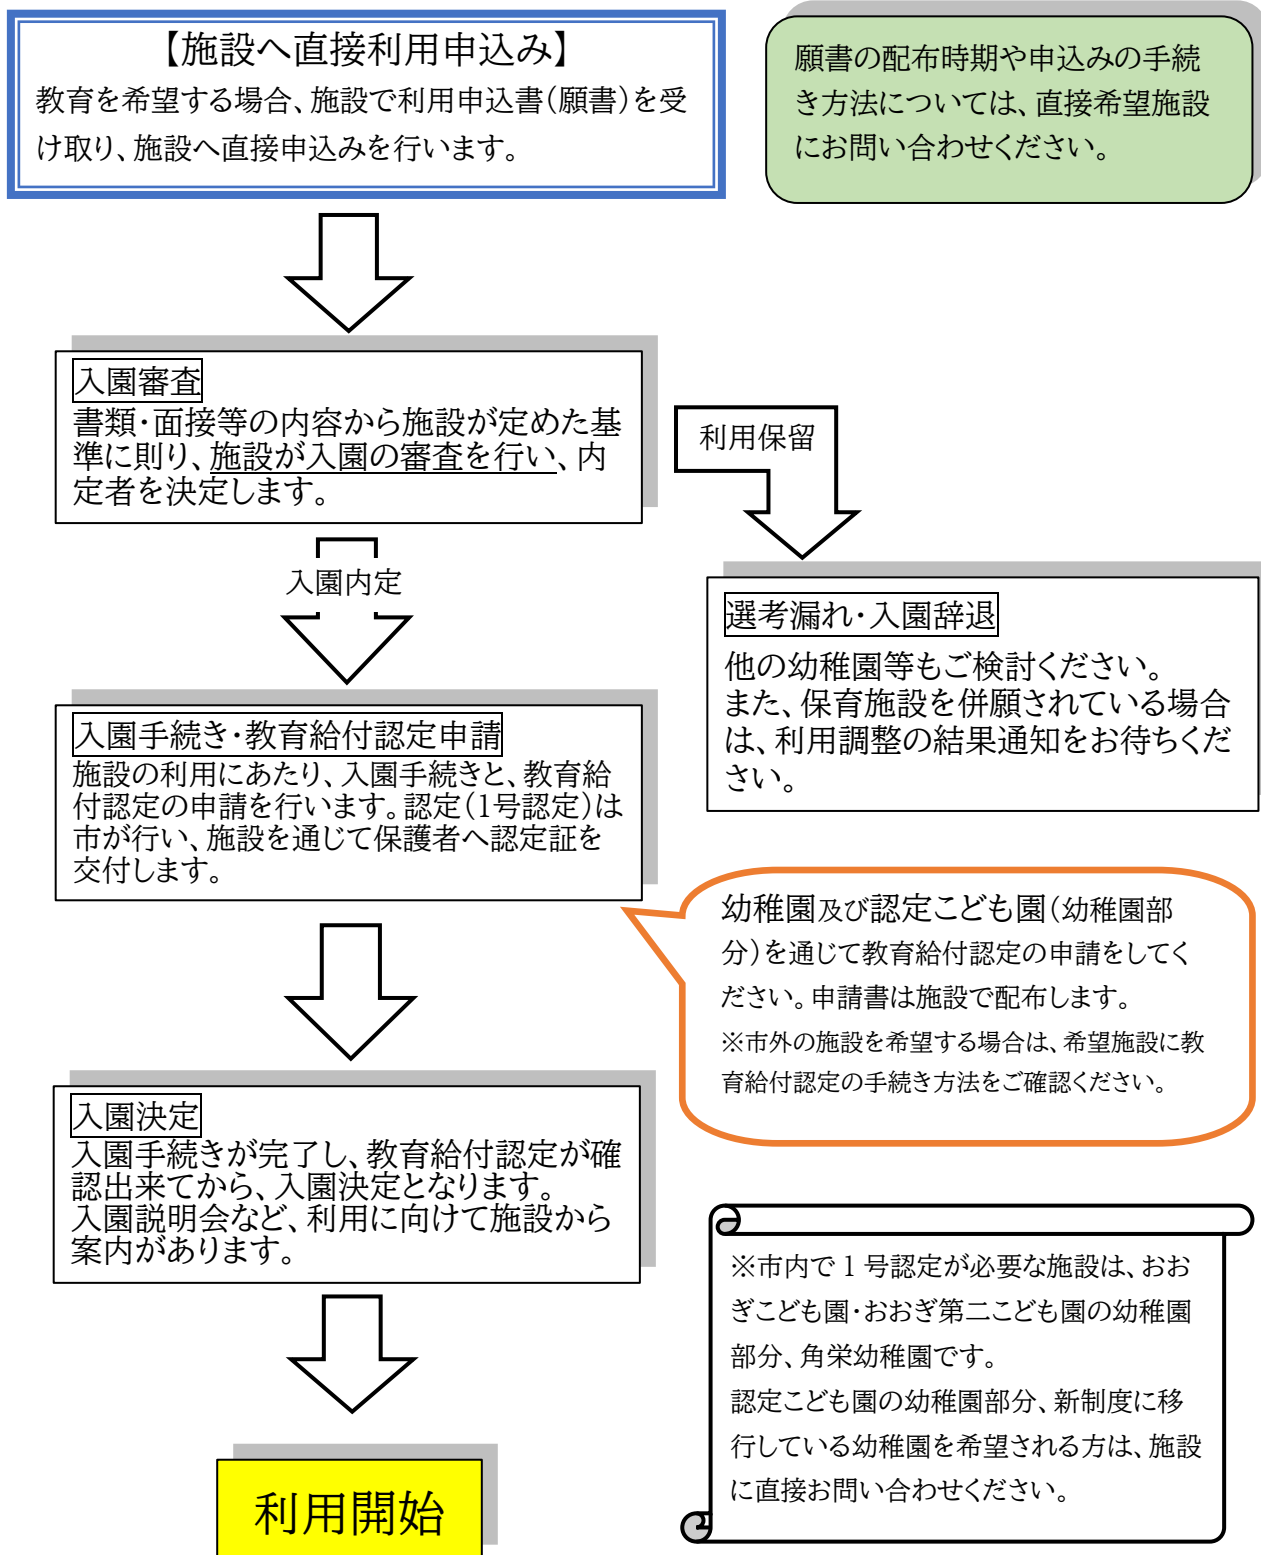 【施設へ直接利用申込み】
教育を希望する場合、施設で利用申込書(願書)を受
け取り、施設へ直接申込みを行います。
願書の配布時期や申込みの手続
き方法については、直接希望施設
にお問い合わせください。
入園審査
書類・面接等の内容から施設が定めた基
準に則り、施設が入園の審査を行い、内
定者を決定します。
利用保留
入園内定
選考漏れ・入園辞退
他の幼稚園等もご検討ください。
また、保育施設を併願されている場合
は、利用調整の結果通知をお待ちくだ
さい。
入園手続き・教育給付認定申請
施設の利用にあたり、入園手続きと、教育給
付認定の申請を行います。認定(1号認定)は
市が行い、施設を通じて保護者へ認定証を
交付します。
幼稚園及び認定こども園(幼稚園部
分)を通じて教育給付認定の申請をしてく
ださい。申請書は施設で配布します。
※市外の施設を希望する場合は、希望施設に教
育給付認定の手続き方法をご確認ください。
入園決定
入園手続きが完了し、教育給付認定が確
認出来てから、入園決定となります。
入園説明会など、利用に向けて施設から
案内があります。
※市内で1号認定が必要な施設は、おお
ぎこども園・おおぎ第二こども園の幼稚園
部分、角栄幼稚園です。
認定こども園の幼稚園部分、新制度に移
行している幼稚園を希望される方は、施設
に直接お問い合わせください。
利用開始